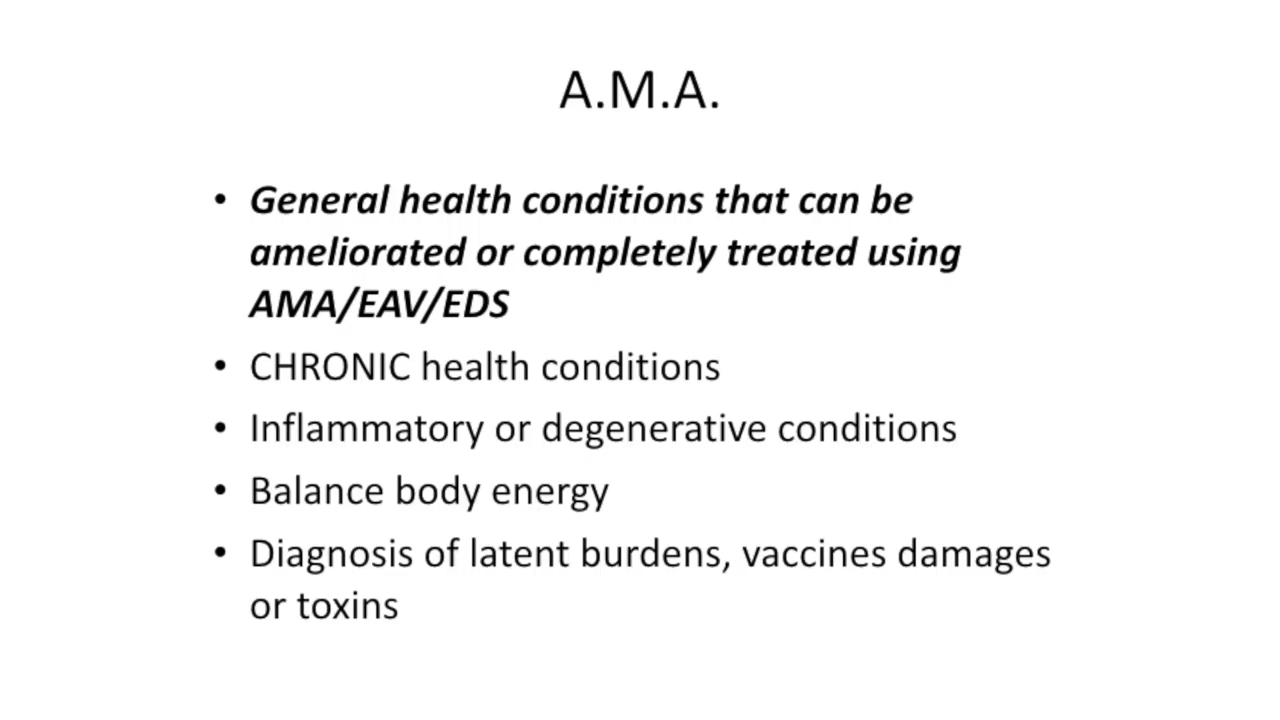 A.M.A.
• General health conditions that can be
ameliorated or completely treated using
AMA/EAV/EDS
• CHRONIC health conditions
• Inflammatory or degenerative conditions
• Balance body energy
• Diagnosis of latent burdens, vaccines damages
or toxins